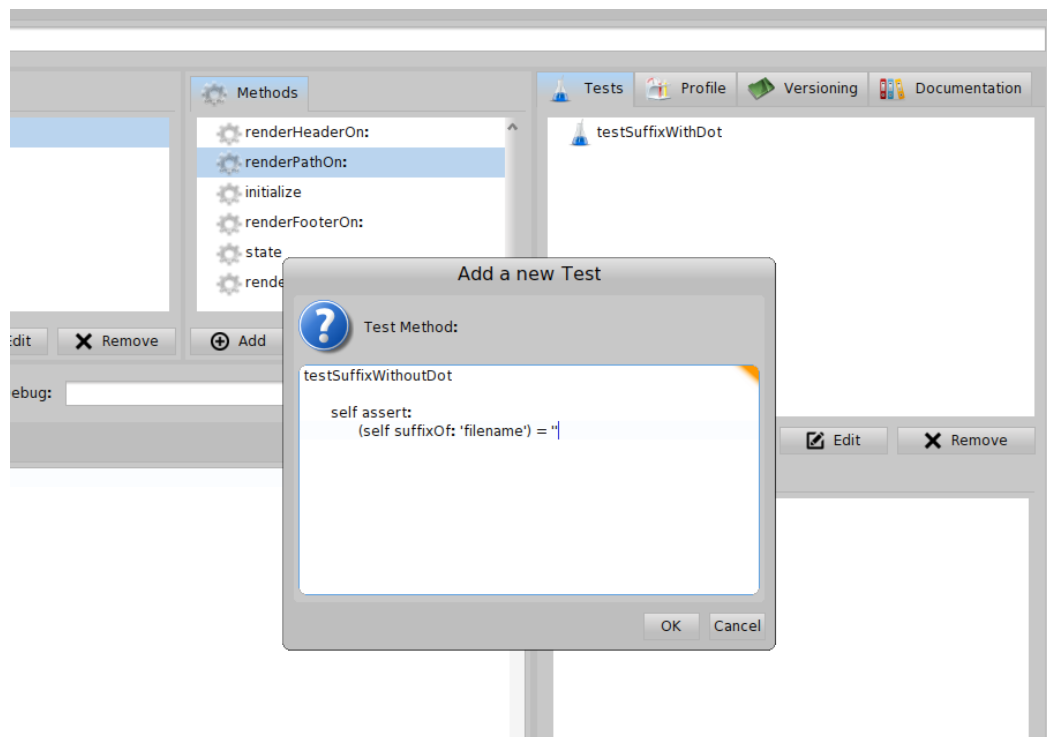 Methods
Tests
Profile
Versioning
Documentation
renderHeaderOn:
renderPathOn:
initialize
renderFooterOn:
state
rende
testSuffixWithDot
Edit
Remove
Add
ebug:
Add a new Test
Test Method:
testSuffixWithoutDot
self assert:
(self suffixOf: 'filename') = ''
OK
Cancel
Edit
Remove